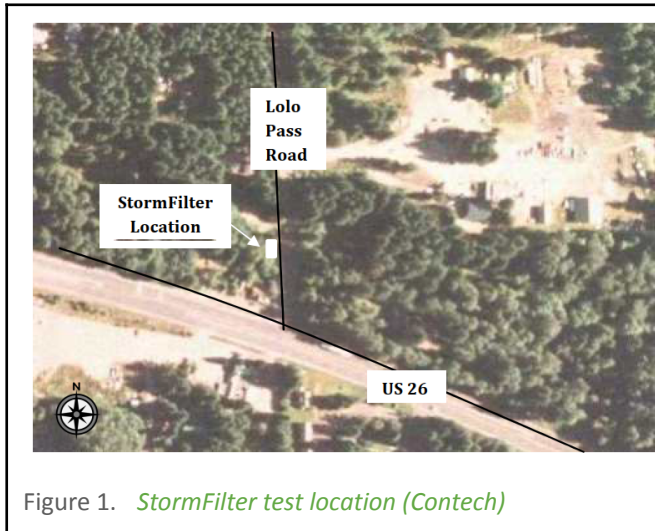 Lolo
Pass
Road
StormFilter
Location
US 26
N
Figure 1. StormFilter test location (Contech)